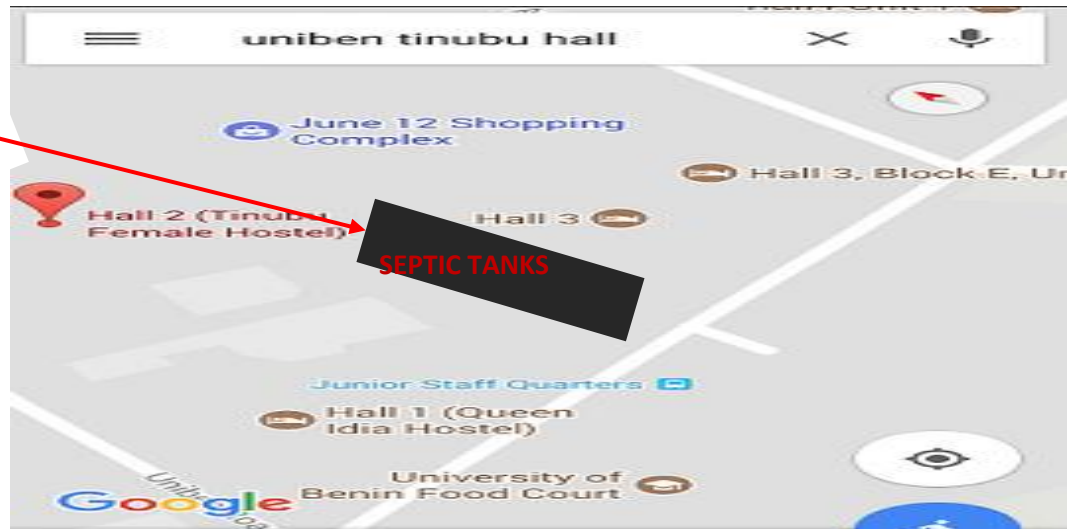 uniben tinubu hall
June 12 Shopping
Complex
Hall 3, Block E, Ur
Hall 2 (Tinubu
Female Hostel)
Hall 3
SEPTIC TANKS
Junior Staff Quarters
Hall 1 (Queen
Idia Hostel)
University of
Benin Food Court
Google